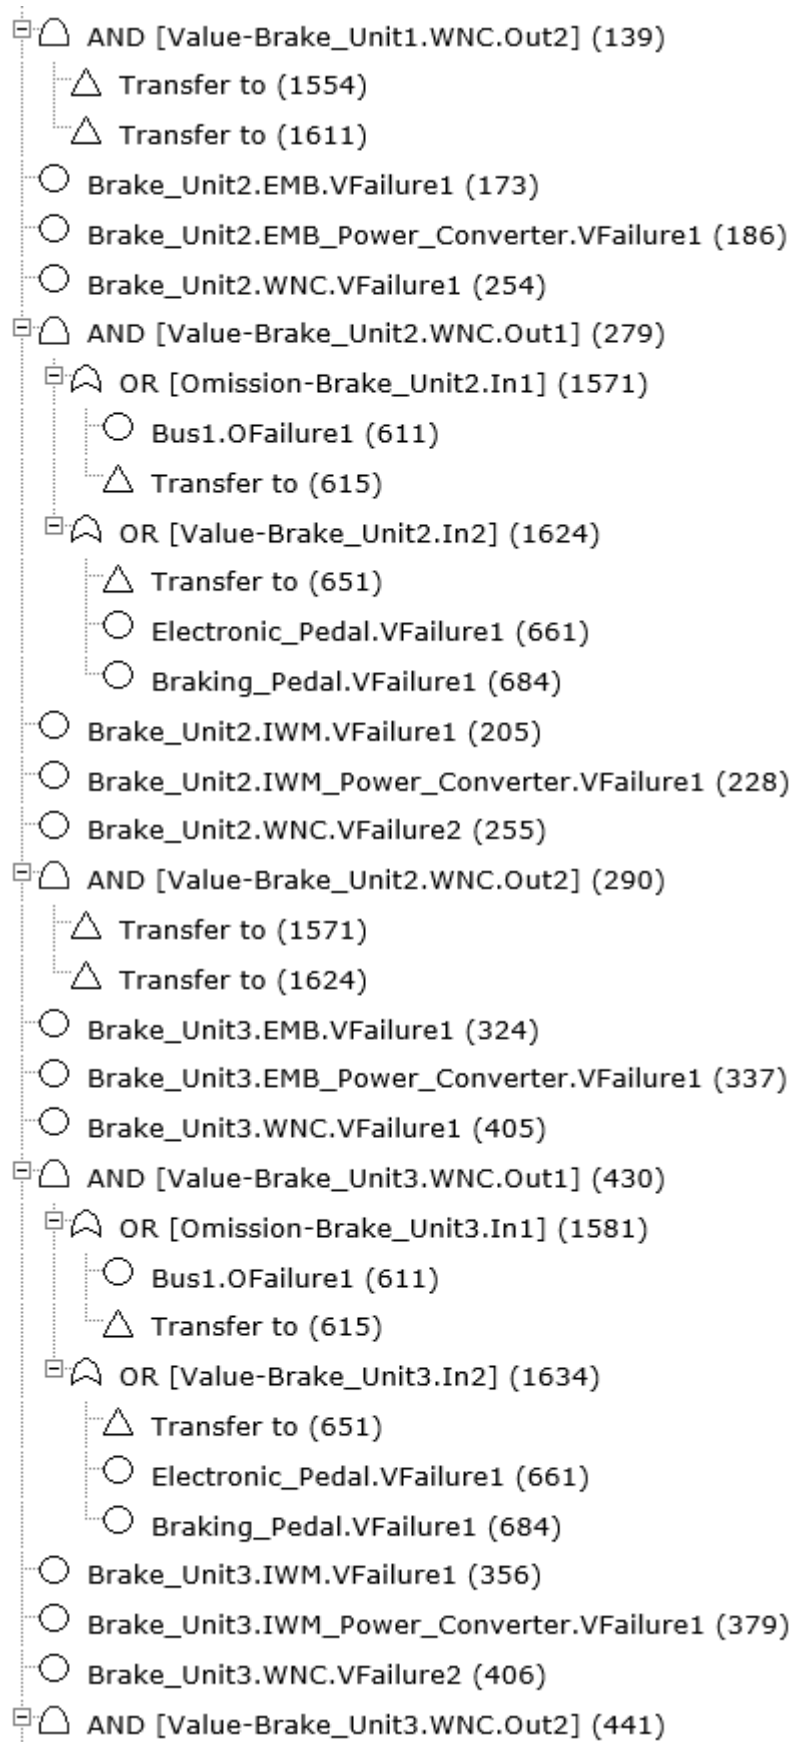 AND [Value-Brake_Unit1.WNC.Out2] (139)
Transfer to (1554)
Transfer to (1611)
Brake_Unit2.EMB.VFailure1 (173)
Brake_Unit2.EMB_Power_Converter.VFailure1 (186)
Brake_Unit2.WNC.VFailure1 (254)
AND [Value-Brake_Unit2.WNC.Out1] (279)
OR [Omission-Brake_Unit2.In1] (1571)
Bus1.OFailure1 (611)
Transfer to (615)
OR [Value-Brake_Unit2.In2] (1624)
Transfer to (651)
Electronic_Pedal.VFailure1 (661)
Braking_Pedal.VFailure1 (684)
Brake_Unit2.IWM.VFailure1 (205)
Brake_Unit2.IWM_Power_Converter.VFailure1 (228)
Brake_Unit2.WNC.VFailure2 (255)
AND [Value-Brake_Unit2.WNC.Out2] (290)
Transfer to (1571)
Transfer to (1624)
Brake_Unit3.EMB.VFailure1 (324)
Brake_Unit3.EMB_Power_Converter.VFailure1 (337)
Brake_Unit3.WNC.VFailure1 (405)
AND [Value-Brake_Unit3.WNC.Out1] (430)
OR [Omission-Brake_Unit3.In1] (1581)
Bus1.OFailure1 (611)
Transfer to (615)
OR [Value-Brake_Unit3.In2] (1634)
Transfer to (651)
Electronic_Pedal.VFailure1 (661)
Braking_Pedal.VFailure1 (684)
Brake_Unit3.IWM.VFailure1 (356)
Brake_Unit3.IWM_Power_Converter.VFailure1 (379)
Brake_Unit3.WNC.VFailure2 (406)
AND [Value-Brake_Unit3.WNC.Out2] (441)